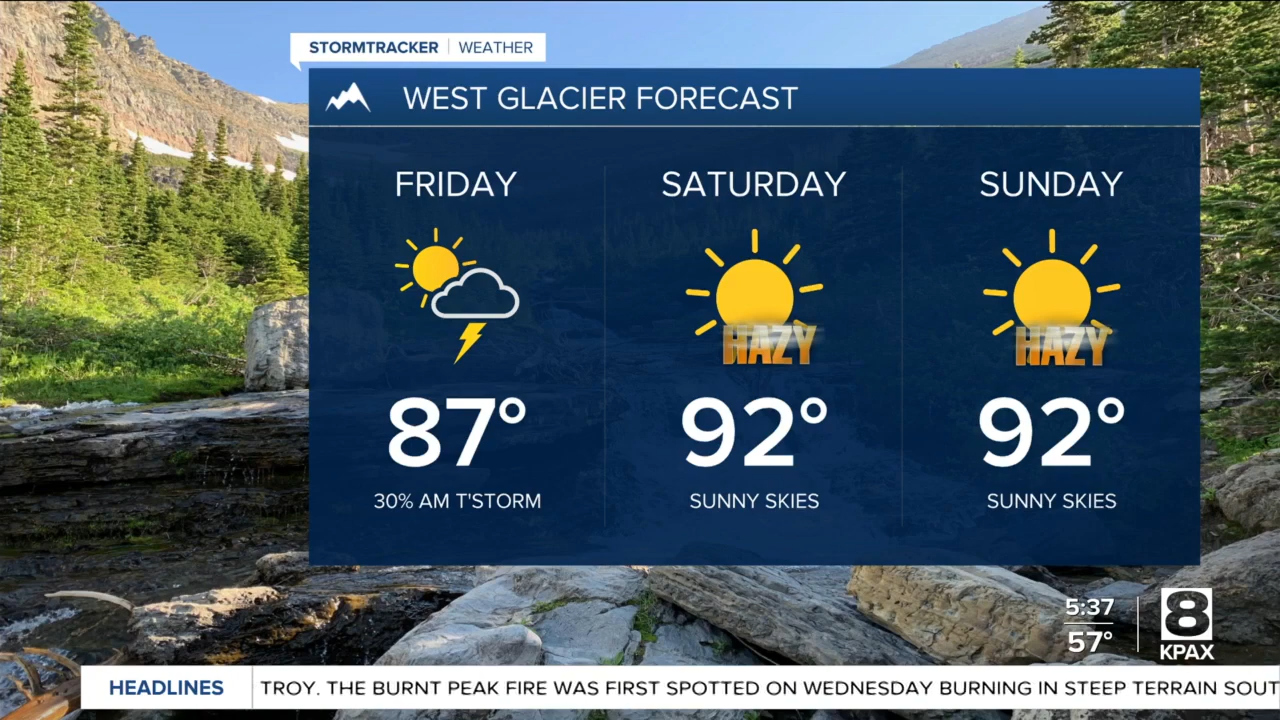 STORMTRACKER | WEATHER
WEST GLACIER FORECAST
FRIDAY
87°
30% AM T'STORM
SATURDAY
HAZY
92°
SUNNY SKIES
SUNDAY
HAZY
92°
SUNNY SKIES
5:37
57°
8
KPAX
HEADLINES
TROY. THE BURNT PEAK FIRE WAS FIRST SPOTTED ON WEDNESDAY BURNING IN STEEP TERRAIN SOUT